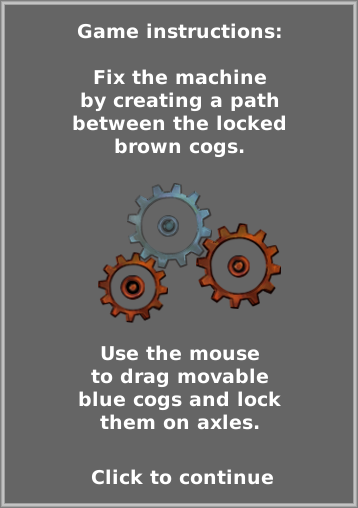 Game instructions:
Fix the machine
by creating a path
between the locked
brown cogs.
Use the mouse
to drag movable
blue cogs and lock
them on axles.
Click to continue